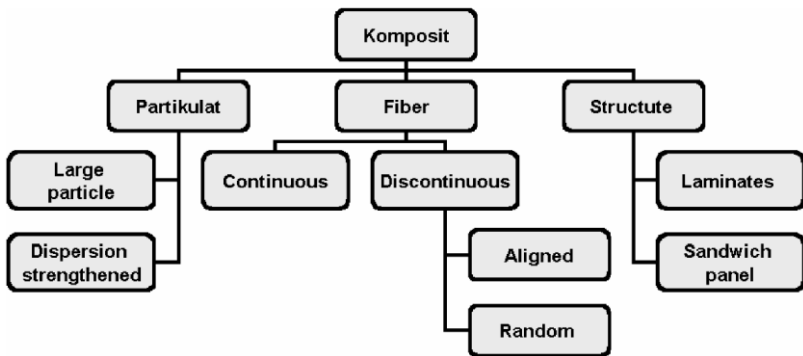 Komposit
Partikulat
Fiber
Structute
Large
particle
Continuous
Discontinuous
Laminates
Dispersion
strengthened
Aligned
Sandwich
panel
Random